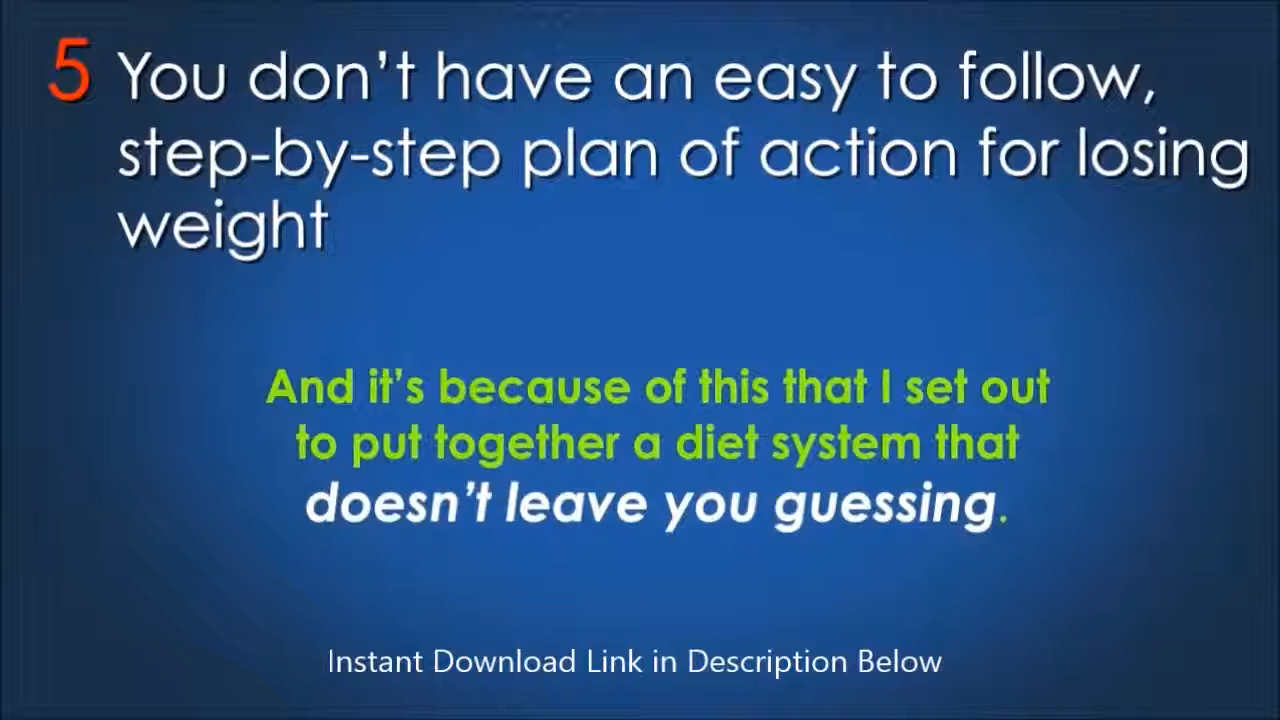 5 You don't have an easy to follow,
step-by-step plan of action for losing
weight
And it's because of this that I set out
to put together a diet system that
doesn't leave you guessing.
Instant Download Link in Description Below